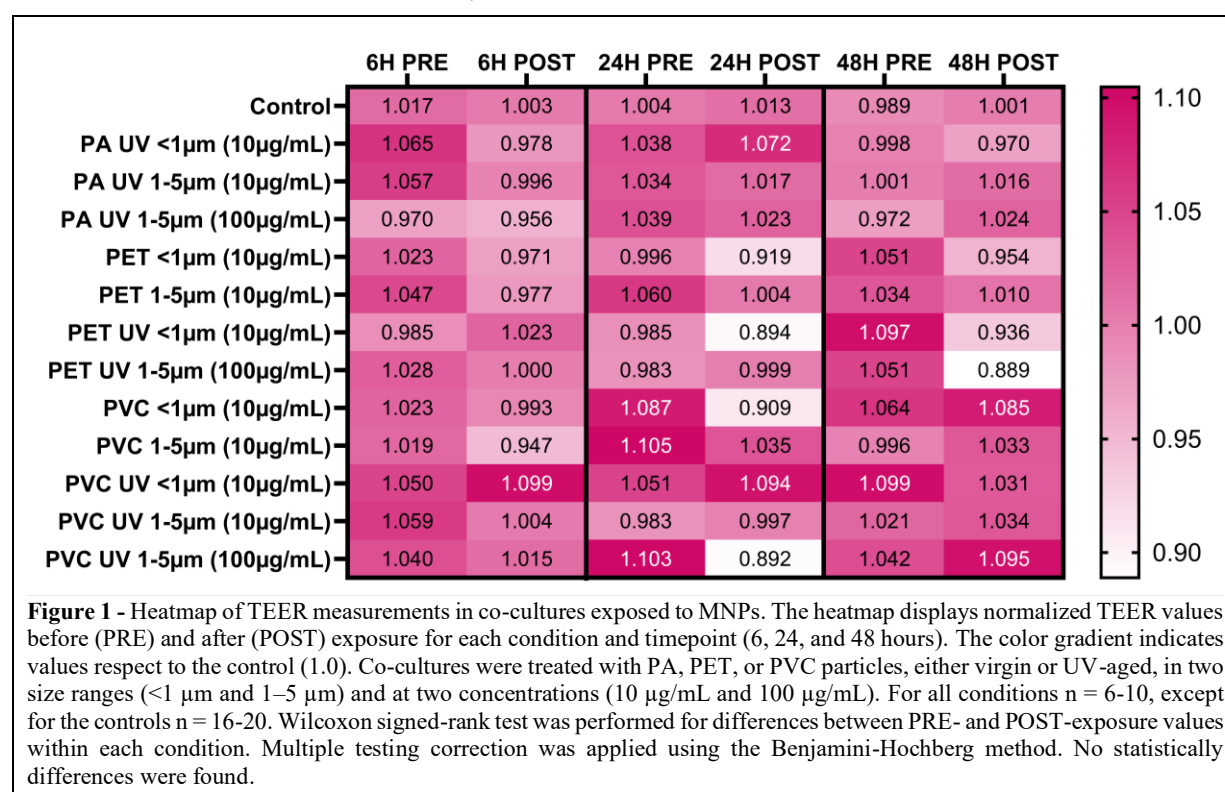 6H PRE 6H POST 24H PRE 24H POST 48H PRE 48H POST
Control 1.017 1.003 1.004 1.013 0.989 1.001
PA UV <1µm (10µg/mL) 1.065 0.978 1.038 1.072 0.998 0.970
PA UV 1-5µm (10µg/mL) 1.057 0.996 1.034 1.017 1.001 1.016
PA UV 1-5µm (100µg/mL) 0.970 0.956 1.039 1.023 0.972 1.024
PET <1µm (10µg/mL) 1.023 0.971 0.996 0.919 1.051 0.954
PET 1-5µm (10µg/mL) 1.047 0.977 1.060 1.004 1.034 1.010
PET UV <1µm (10µg/mL) 0.985 1.023 0.985 0.894 1.097 0.936
PET UV 1-5µm (100µg/mL) 1.028 1.000 0.983 0.999 1.051 0.889
PVC <1µm (10µg/mL) 1.023 0.993 1.087 0.909 1.064 1.085
PVC 1-5µm (10µg/mL) 1.019 0.947 1.105 1.035 0.996 1.033
PVC UV <1µm (10µg/mL) 1.050 1.099 1.051 1.094 1.099 1.031
PVC UV 1-5µm (10µg/mL) 1.059 1.004 0.983 0.997 1.021 1.034
PVC UV 1-5µm (100µg/mL) 1.040 1.015 1.103 0.892 1.042 1.095
1.10
1.05
1.00
0.95
0.90
Figure 1 - Heatmap of TEER measurements in co-cultures exposed to MNPs. The heatmap displays normalized TEER values
before (PRE) and after (POST) exposure for each condition and timepoint (6, 24, and 48 hours). The color gradient indicates
values respect to the control (1.0). Co-cultures were treated with PA, PET, or PVC particles, either virgin or UV-aged, in two
size ranges (<1 µm and 1–5 µm) and at two concentrations (10 µg/mL and 100 µg/mL). For all conditions n = 6-10, except
for the controls n = 16-20. Wilcoxon signed-rank test was performed for differences between PRE- and POST-exposure values
within each condition. Multiple testing correction was applied using the Benjamini-Hochberg method. No statistically
differences were found.